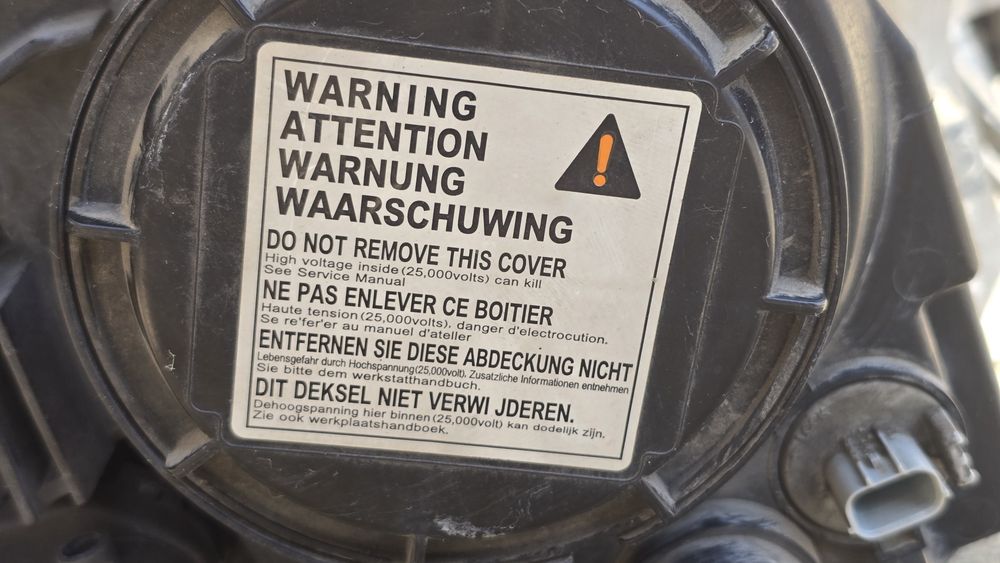 WARNING
ATTENTION
WARNUNG
WAARSCHUWING
DO NOT REMOVE THIS COVER
High voltage inside(25,000volts) can kill
See Service Manual
NE PAS ENLEVER CE BOITIER
Haute tension(25,000volts), danger d'electrocution.
Se re'fer'er au manuel d'ateller
ENTFERNEN SIE DIESE ABDECKUNG NICHT
Lebensgefahr durch Hochspannung(25,000volt), Zusatzliche Informationen entnehmen
Sie bitte dem werkstatthandbuch.
DIT DEKSEL NIET VERWI JDEREN.
Dehoogspanning hier binnen(25,000volt) kan dodelijk zijn,
Zie ook werkplaatshandboek.